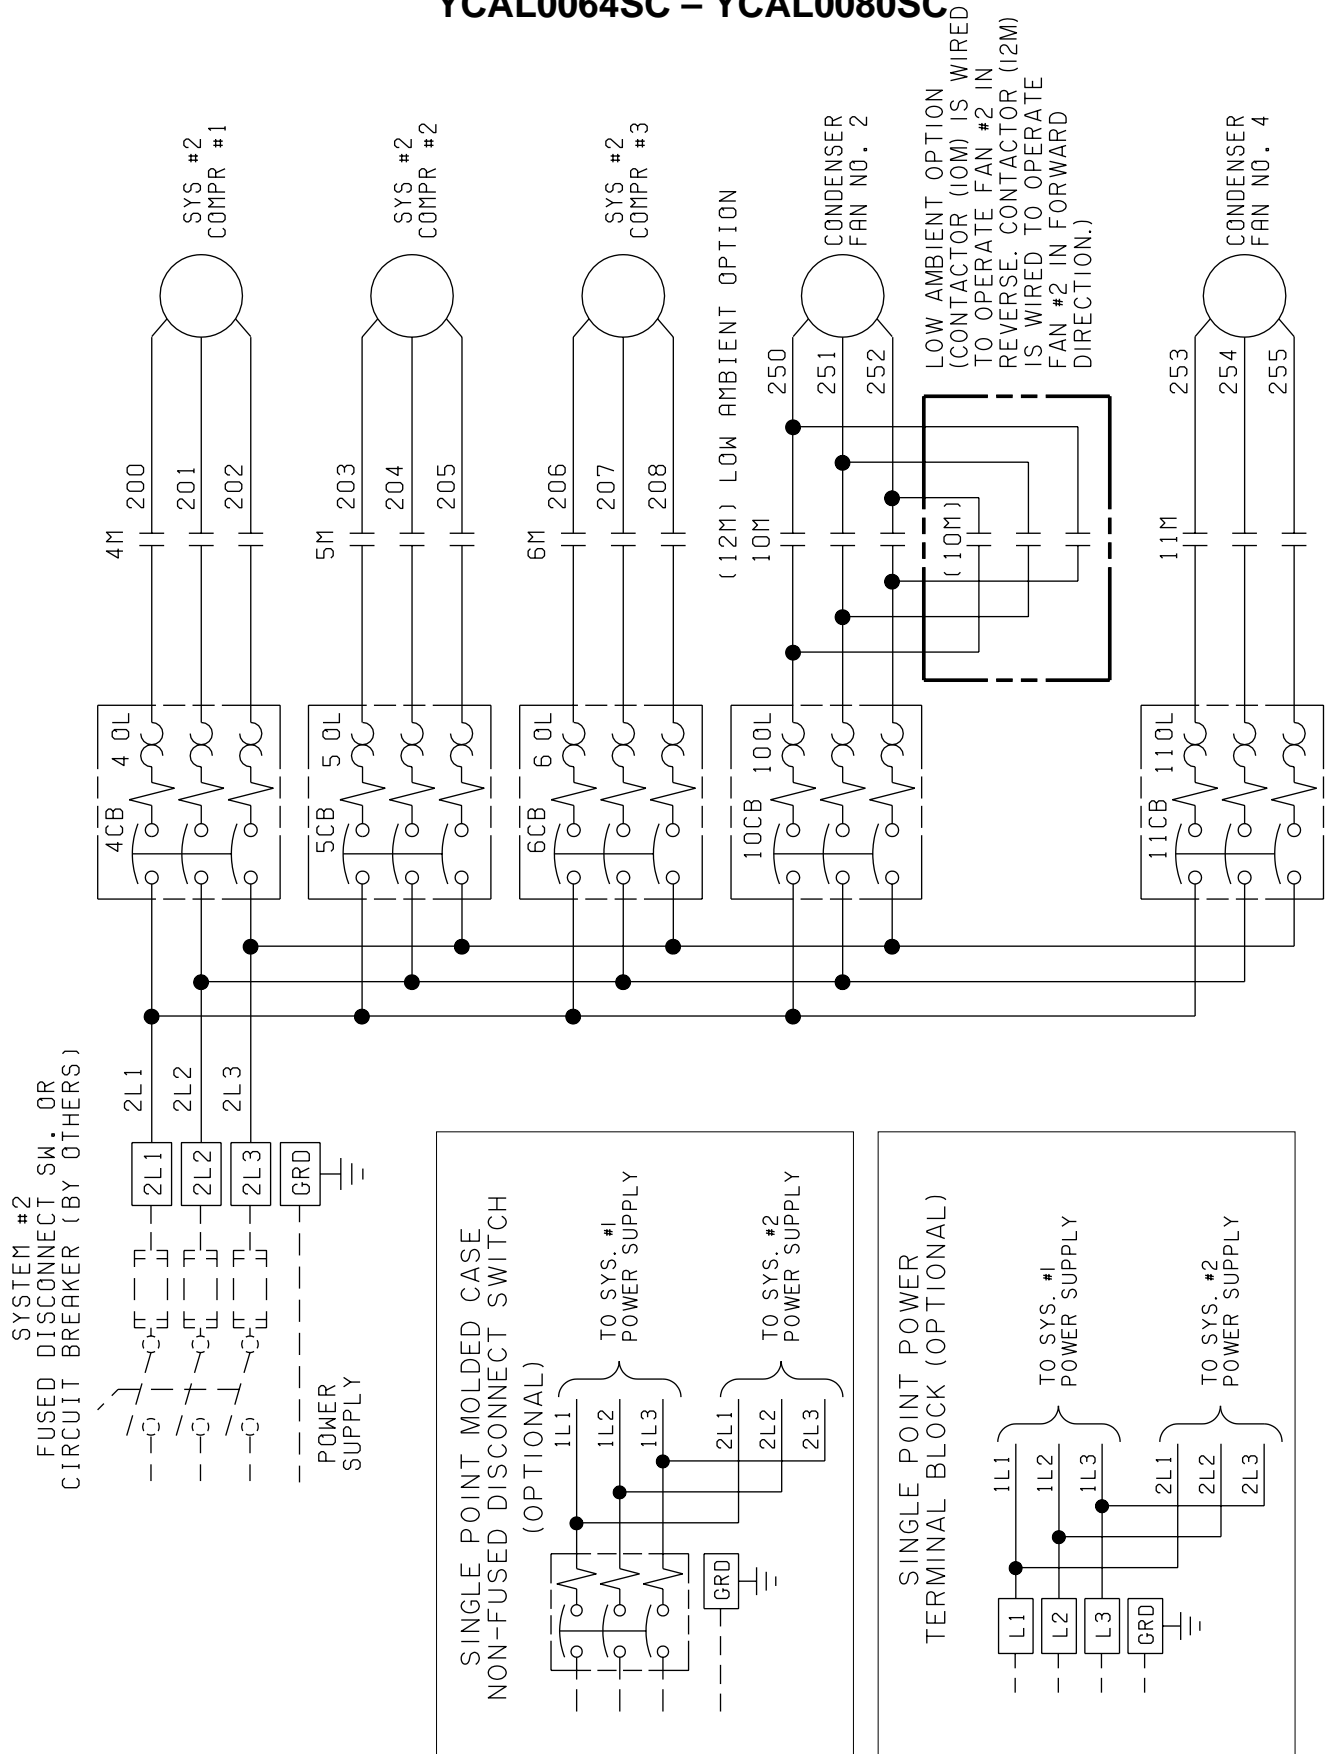 YCAL0064SC – YCAL0080SC
SYS #2
COMPR #1
SYS #2
COMPR #2
SYS #2
COMPR #3
CONDENSER
FAN NO. 2
LOW AMBIENT OPTION
(CONTACTOR (10M) IS WIRED
TO OPERATE FAN #2 IN
REVERSE. CONTACTOR (12M)
IS WIRED TO OPERATE
FAN #2 IN FORWARD
DIRECTION.)
CONDENSER
FAN NO. 4
4M
200
201
202
5M
203
204
205
6M
206
207
208
(12M) LOW AMBIENT OPTION
10M
250
251
252
(10M)
11M
253
254
255
4CB
4 OL
5CB
5 OL
6CB
6 OL
10CB
10OL
11CB
11OL
2L1
2L2
2L3
SYSTEM #2
FUSED DISCONNECT SW. OR
CIRCUIT BREAKER (BY OTHERS)
2L1
2L2
2L3
GRD
POWER
SUPPLY
SINGLE POINT MOLDED CASE
NON-FUSED DISCONNECT SWITCH
(OPTIONAL)
1L1
1L2
1L3
TO SYS. #1
POWER SUPPLY
2L1
2L2
2L3
TO SYS. #2
POWER SUPPLY
GRD
SINGLE POINT POWER
TERMINAL BLOCK (OPTIONAL)
1L1
1L2
1L3
TO SYS. #1
POWER SUPPLY
2L1
2L2
2L3
TO SYS. #2
POWER SUPPLY
L1
L2
L3
GRD